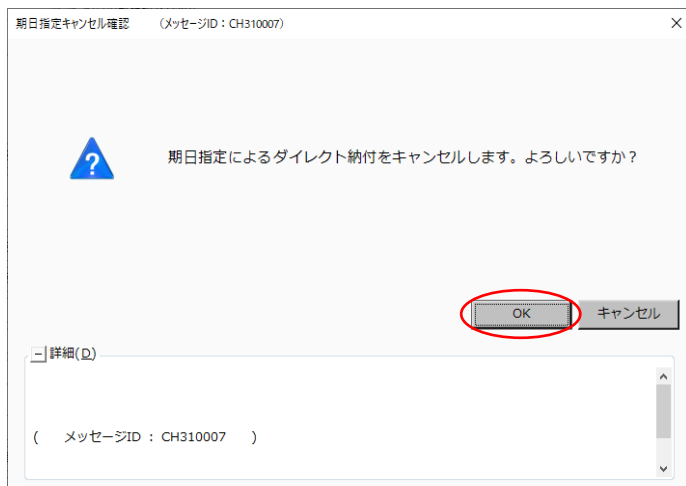 期日指定キャンセル確認　　（メッセージID：CH310007）
期日指定によるダイレクト納付をキャンセルします。よろしいですか？
OK
キャンセル
詳細(D)
(　　メッセージID ： CH310007　　)